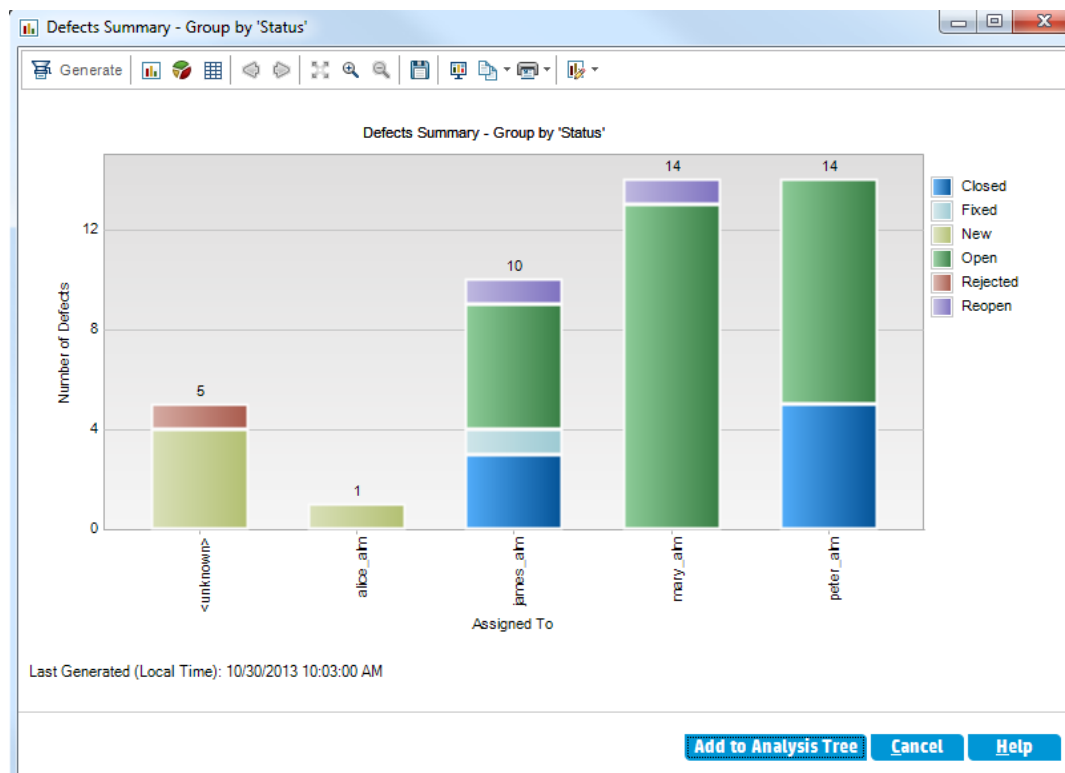 Defects Summary - Group by 'Status'
Generate
Defects Summary - Group by 'Status'
14
14
10
5
1
12
8
4
0
Number of Defects
<unknown>
alice_alm
james_alm
mary_alm
peter_alm
Assigned To
Closed
Fixed
New
Open
Rejected
Reopen
Last Generated (Local Time): 10/30/2013 10:03:00 AM
Add to Analysis Tree Cancel Help